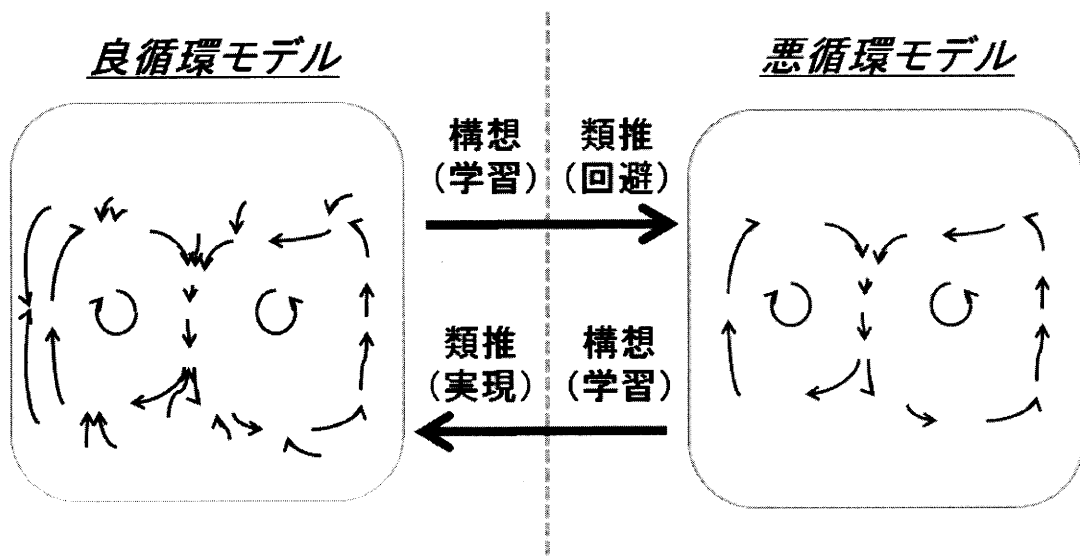 良循環モデル
悪循環モデル
構想
(学習)
類推
(回避)
類推
(実現)
構想
(学習)